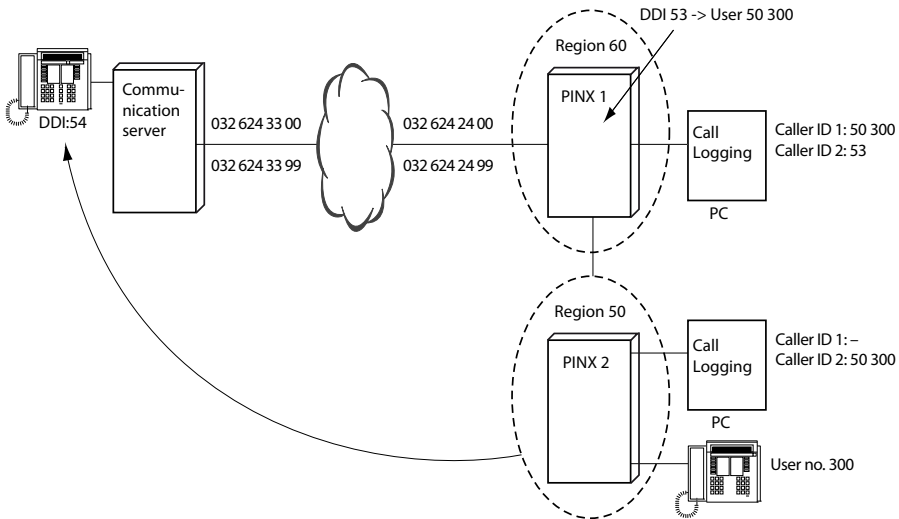 DDI 53 -> User 50 300
Region 60
DDI:54
Commu-
nication
server
032 624 33 00
032 624 33 99
032 624 24 00
032 624 24 99
PINX 1
Call
Logging
PC
Caller ID 1: 50 300
Caller ID 2: 53
Region 50
PINX 2
Call
Logging
PC
Caller ID 1: –
Caller ID 2: 50 300
User no. 300